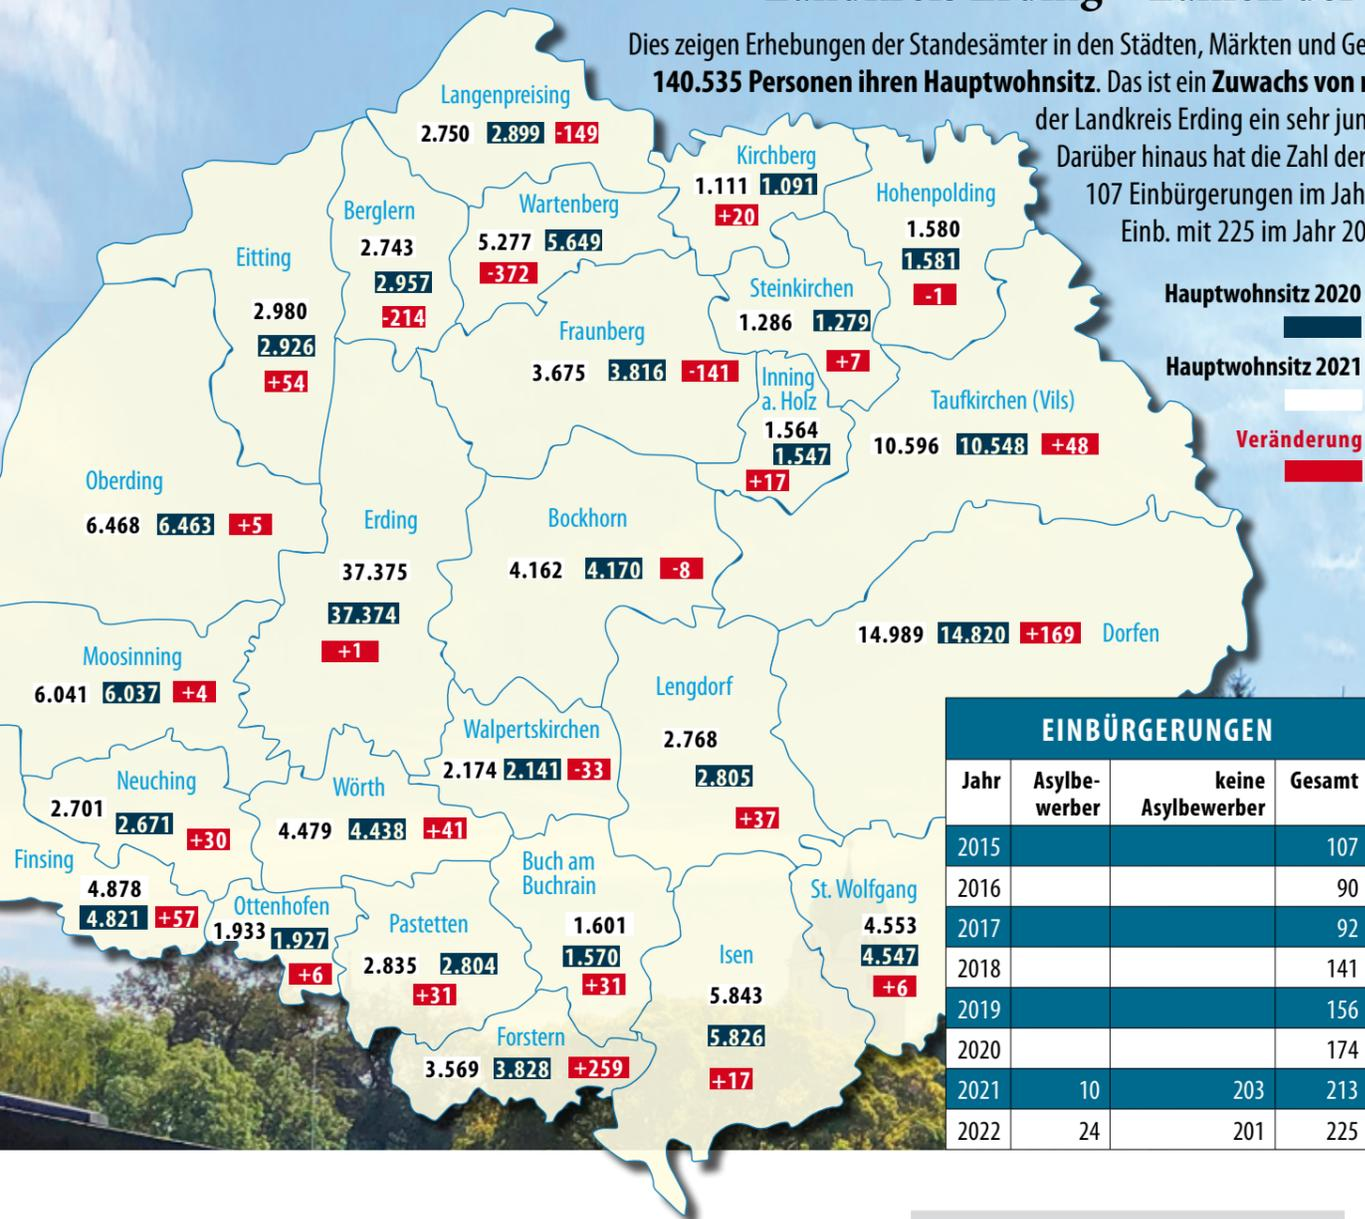 Dies zeigen Erhebungen der Standesämter in den Städten, Märkten und Ge
140.535 Personen ihren Hauptwohnsitz. Das ist ein Zuwachs von
der Landkreis Erding ein sehr jun
Darüber hinaus hat die Zahl der
107 Einbürgerungen im Jah
Einb. mit 225 im Jahr 20
Hauptwohnsitz 2020
Hauptwohnsitz 2021
Veränderung
Langenpreising
2.750 2.899 -149
Kirchberg
1.111 1.091
+20
Hohenpolding
1.580
1.581
-1
Berglern
2.743
2.957
-214
Wartenberg
5.277 5.649
-372
Eitting
2.980
2.926
+54
Steinkirchen
1.286 1.279
+7
Fraunberg
3.675 3.816 -141
Inning
a. Holz
1.564
1.547
+17
Taufkirchen (Vils)
10.596 10.548 +48
Oberding
6.468 6.463 +5
Erding
37.375
37.374
+1
Bockhorn
4.162 4.170 -8
14.989 14.820 +169 Dorfen
Moosinning
6.041 6.037 +4
Lengdorf
2.768
2.805
+37
Walpertskirchen
2.174 2.141 -33
Neuching
2.701
2.671
+30
Wörth
4.479 4.438 +41
Finsing
4.878
4.821 +57
Ottenhofen
1.933 1.927
+6
Pastetten
2.835 2.804
+31
Buch am
Buchrain
1.601
1.570
+31
St. Wolfgang
4.553
4.547
+6
Isen
5.843
5.826
+17
Forstern
3.569 3.828 +259
EINBÜRGERUNGEN
Jahr Asylbe- keine Gesamt
werber Asylbewerber
2015 107
2016 90
2017 92
2018 141
2019 156
2020 174
2021 10 203 213
2022 24 201 225